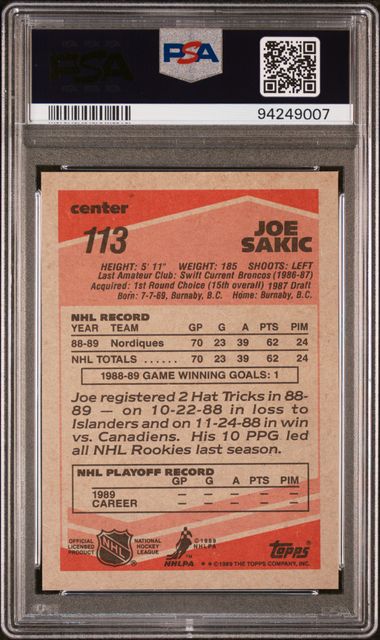 PSA
PSA
94249007
center
113
JOE
SAKIC
HEIGHT: 5' 11" WEIGHT: 185 SHOOTS: LEFT
Last Amateur Club: Swift Current Broncos (1986-87)
Acquired: 1st Round Choice (15th overall) 1987 Draft
Born: 7-7-69, Burnaby, B.C. Home: Burnaby, B.C.
NHL RECORD
YEAR TEAM GP G A PTS PIM
88-89 Nordiques 70 23 39 62 24
NHL TOTALS ...... 70 23 39 62 24
1988-89 GAME WINNING GOALS: 1
Joe registered 2 Hat Tricks in 88-
89 — on 10-22-88 in loss to
Islanders and on 11-24-88 in win
vs. Canadiens. His 10 PPG led
all NHL Rookies last season.
NHL PLAYOFF RECORD
GP G A PTS PIM
1989 — — — — —
CAREER — — — — —
OFFICIAL
LICENSED
PRODUCT
NHL
NATIONAL
HOCKEY
LEAGUE
NHLPA
©1989
NHLPA
Topps
* * ©1989 THE TOPPS COMPANY, INC.